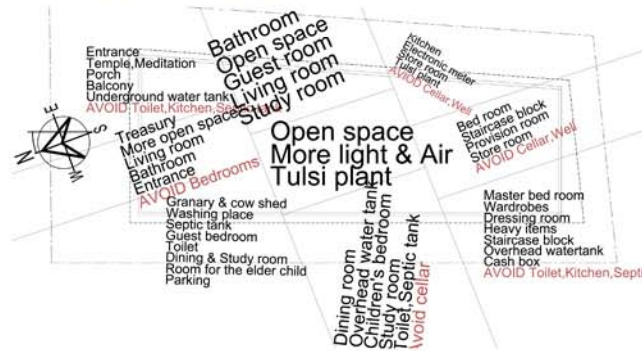 Entrance
Temple,Meditation
Porch
Balcony
Underground water tank
AVOID Toilet,Kitchen,
Bathroom
Open space
Guest room
Living room
Study room
Kitchen
Electronic meter
Store room
Tulsi plant
AVIOD Cellar,Well
E
S
N
W
Treasury
More open space
Living room
Bathroom
Entrance
AVOID Bedrooms
Open space
More light & Air
Tulsi plant
Bed room
Staircase block
Provision room
Store room
AVOID Cellar,Well
Granary & cow shed
Washing place
Septic tank
Guest bedroom
Toilet
Dining & Study room
Room for the elder child
Parking
Dining room
Overhead water tank
Children's bedroom
Study room
Toilet,Septic tank
Avoid cellar
Master bed room
Wardrobes
Dressing room
Heavy items
Staircase block
Overhead watertank
Cash box
AVOID Toilet,Kitchen,Septi